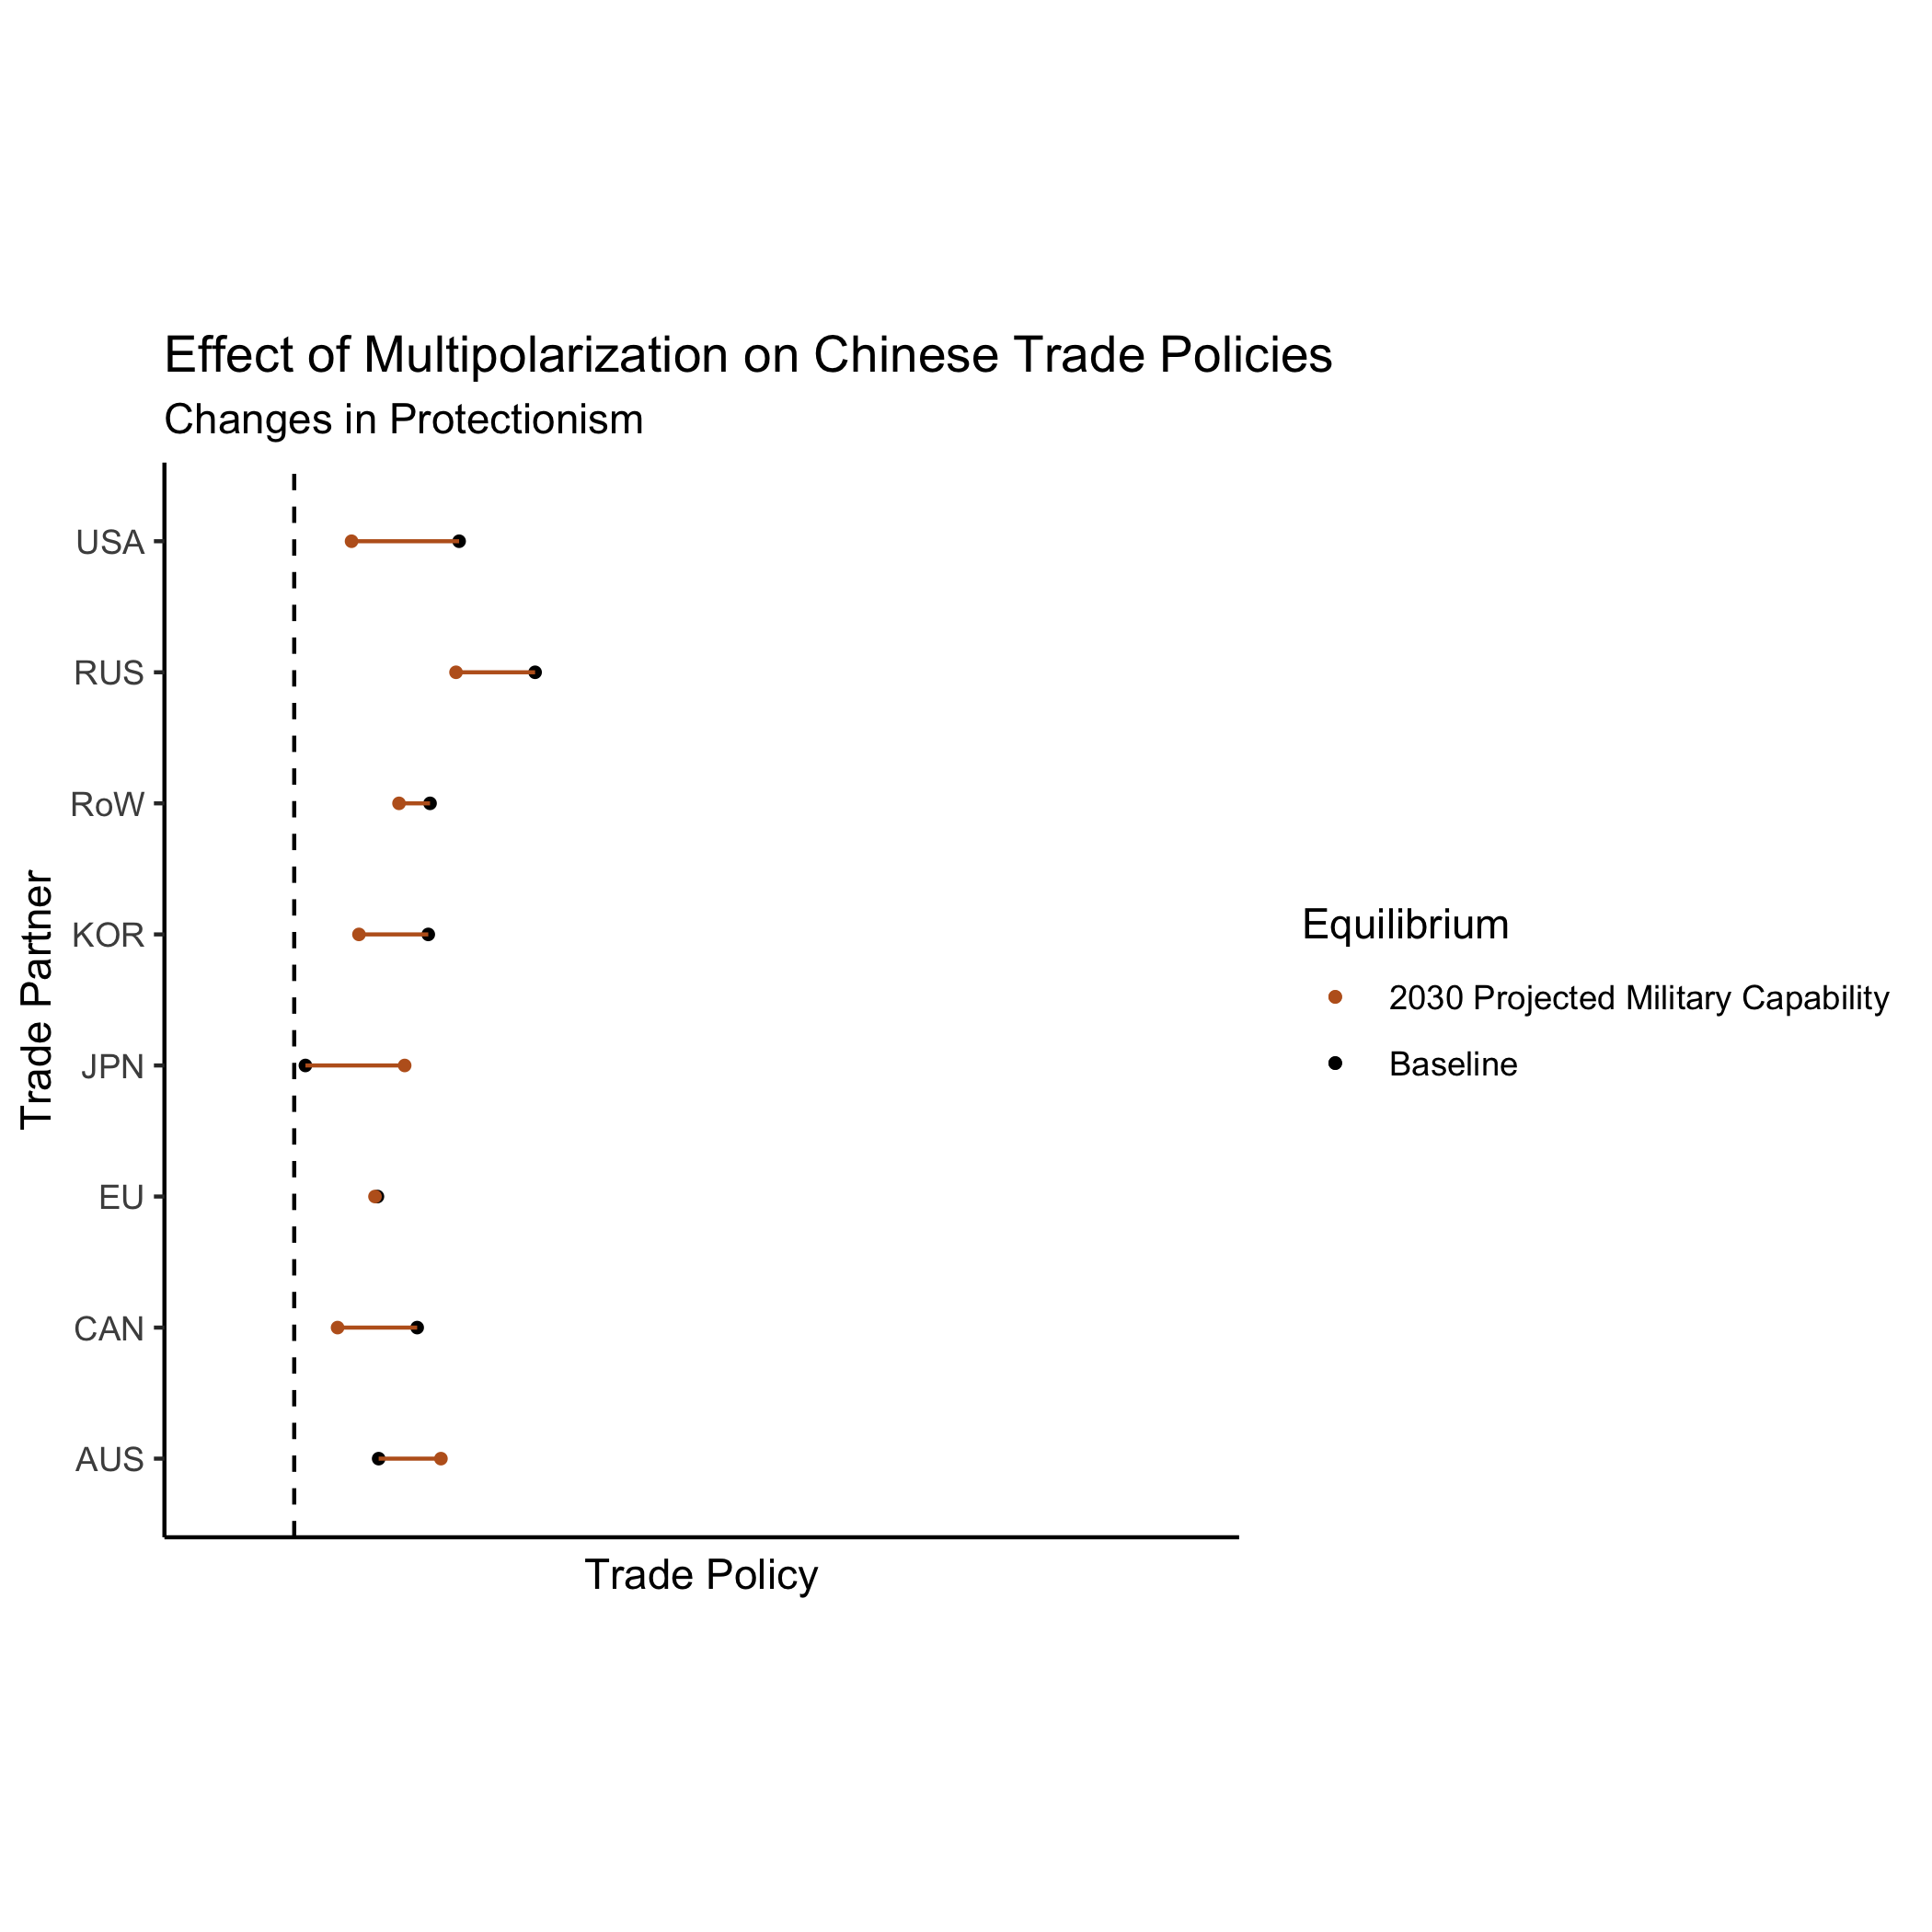 Effect of Multipolarization on Chinese Trade Policies
Changes in Protectionism
USA
RUS
RoW
KOR
JPN
EU
CAN
AUS
Trade Partner
Trade Policy
Equilibrium
2030 Projected Military Capability
Baseline